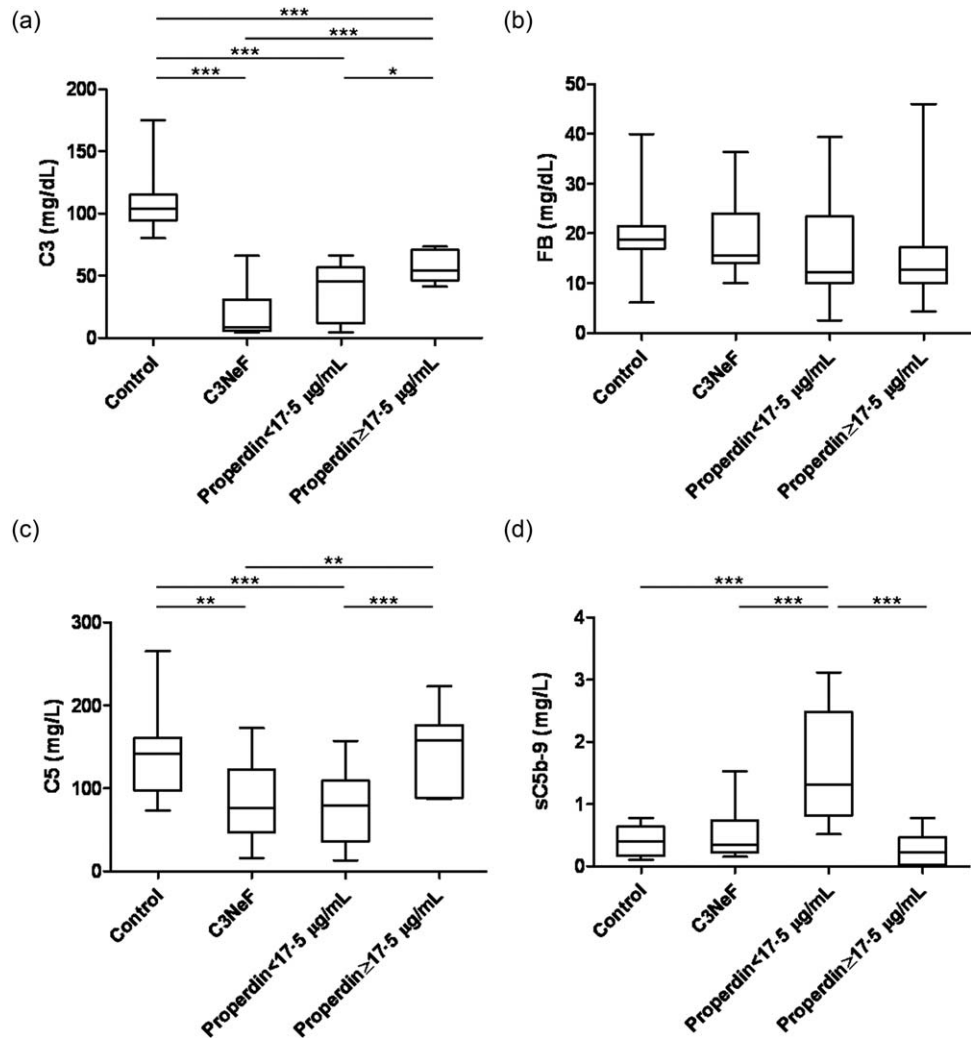 (a)
***
***
***
***
*
C3 (mg/dL)
200
150
100
50
0
Control
C3NeF
Properdin<17-5 µg/mL
Properdin≥17-5 µg/mL
(b)
FB (mg/dL)
50
40
30
20
10
0
Control
C3NeF
Properdin<17-5 µg/mL
Properdin≥17-5 µg/mL
(c)
**
***
**
***
C5 (mg/L)
300
200
100
0
Control
C3NeF
Properdin<17-5 µg/mL
Properdin≥17-5 µg/mL
(d)
***
***
***
sC5b-9 (mg/L)
4
3
2
1
0
Control
C3NeF
Properdin<17-5 µg/mL
Properdin≥17-5 µg/mL